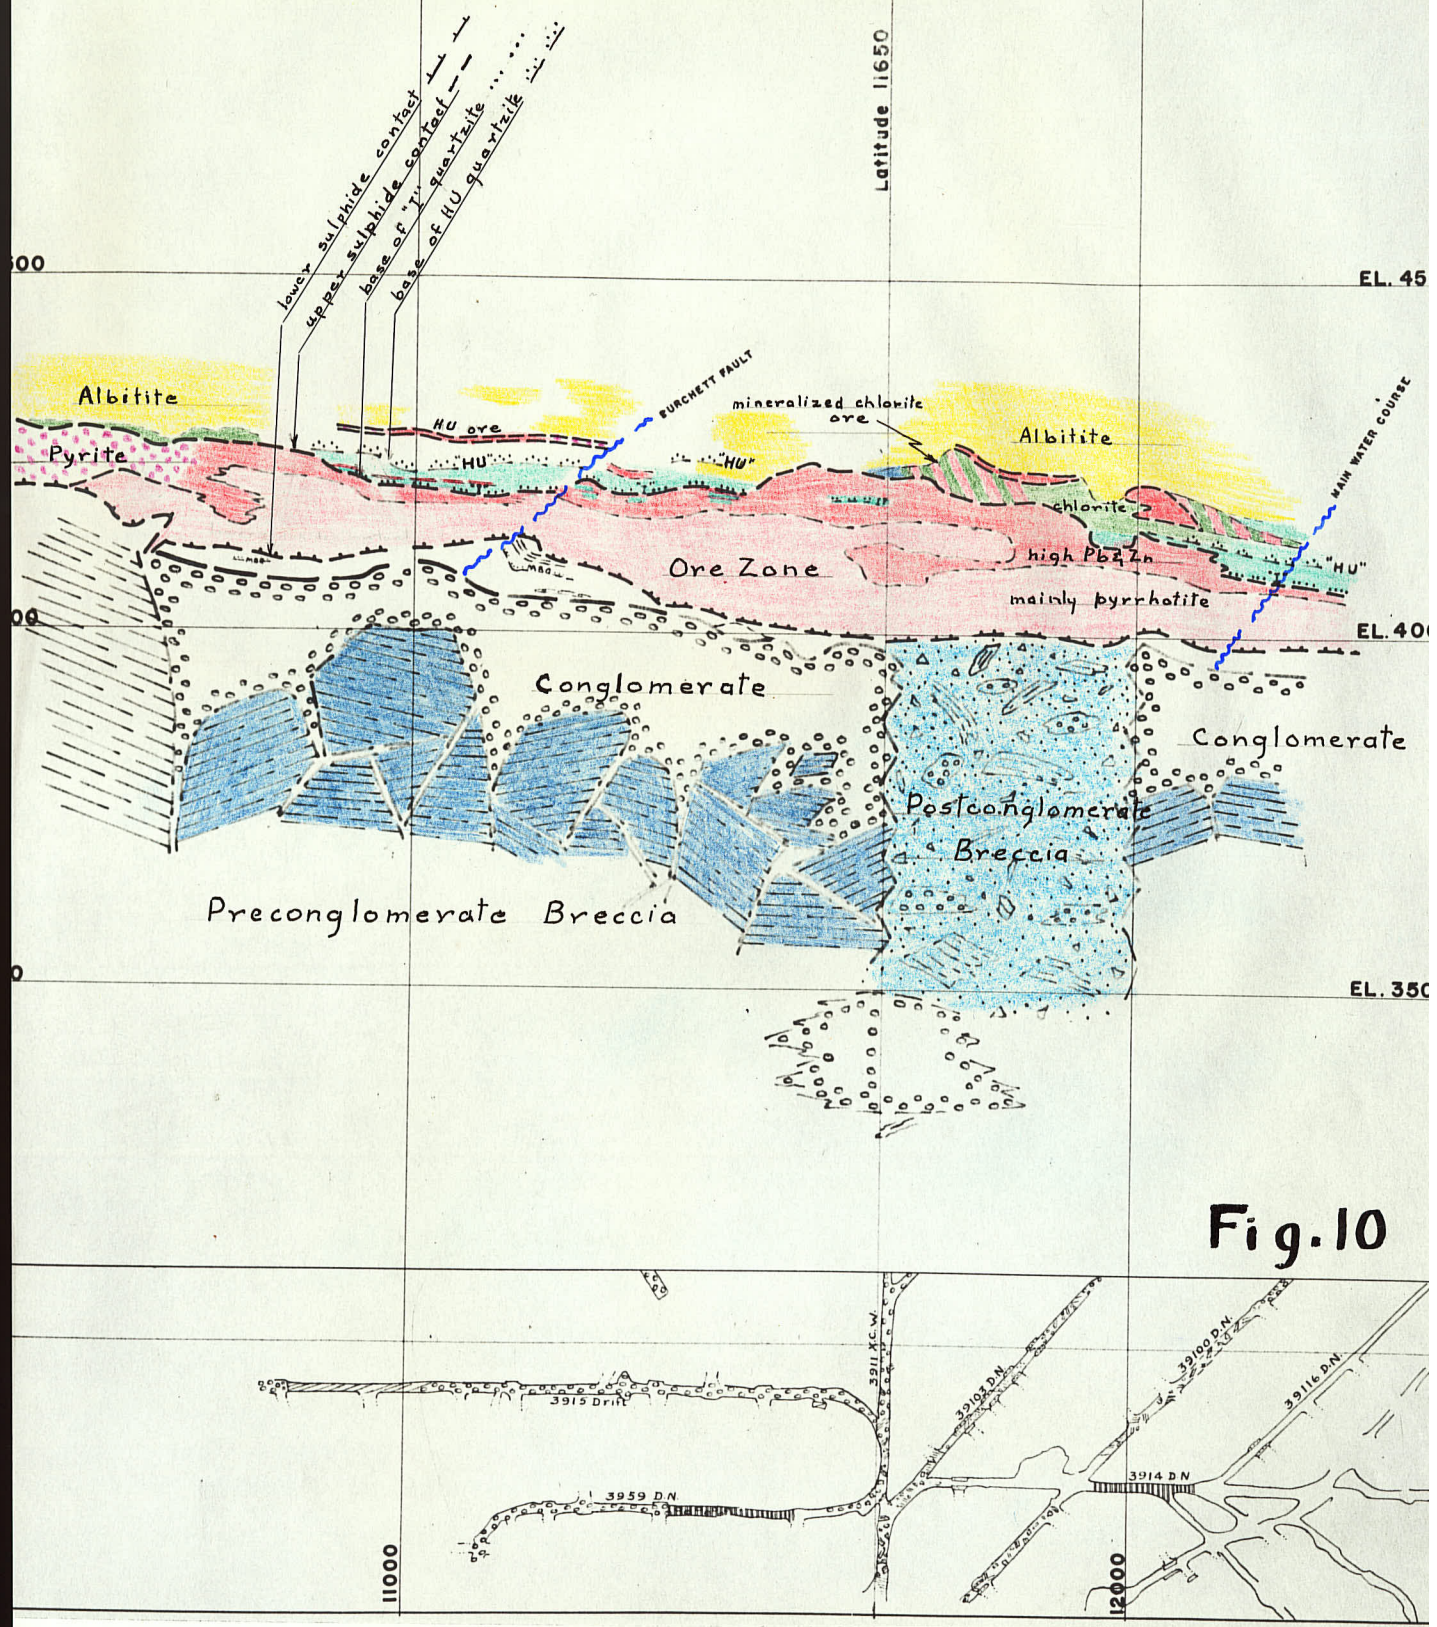 lower sulphide contact
upper sulphide contact
base of "I" quartzite
base of HU quartzite
Latitude 11650
EL. 45
BURCHETT FAULT
MAIN WATER COURSE
Albitite
mineralized chlorite
ore
HU ore
Albitite
Pyrite
"HU"
"HU"
chlorite
Ore Zone
high Pb & Zn
"HU"
mainly pyrrhotite
EL. 400
Conglomerate
Conglomerate
Postconglomerate
Breccia
Preconglomerate Breccia
EL. 350
Fig. 10
3911 X.C.W.
39103 D.N.
39100 D.N.
39116 D.N.
3915 Drift
3959 D.N.
3914 D.N
11000
12000